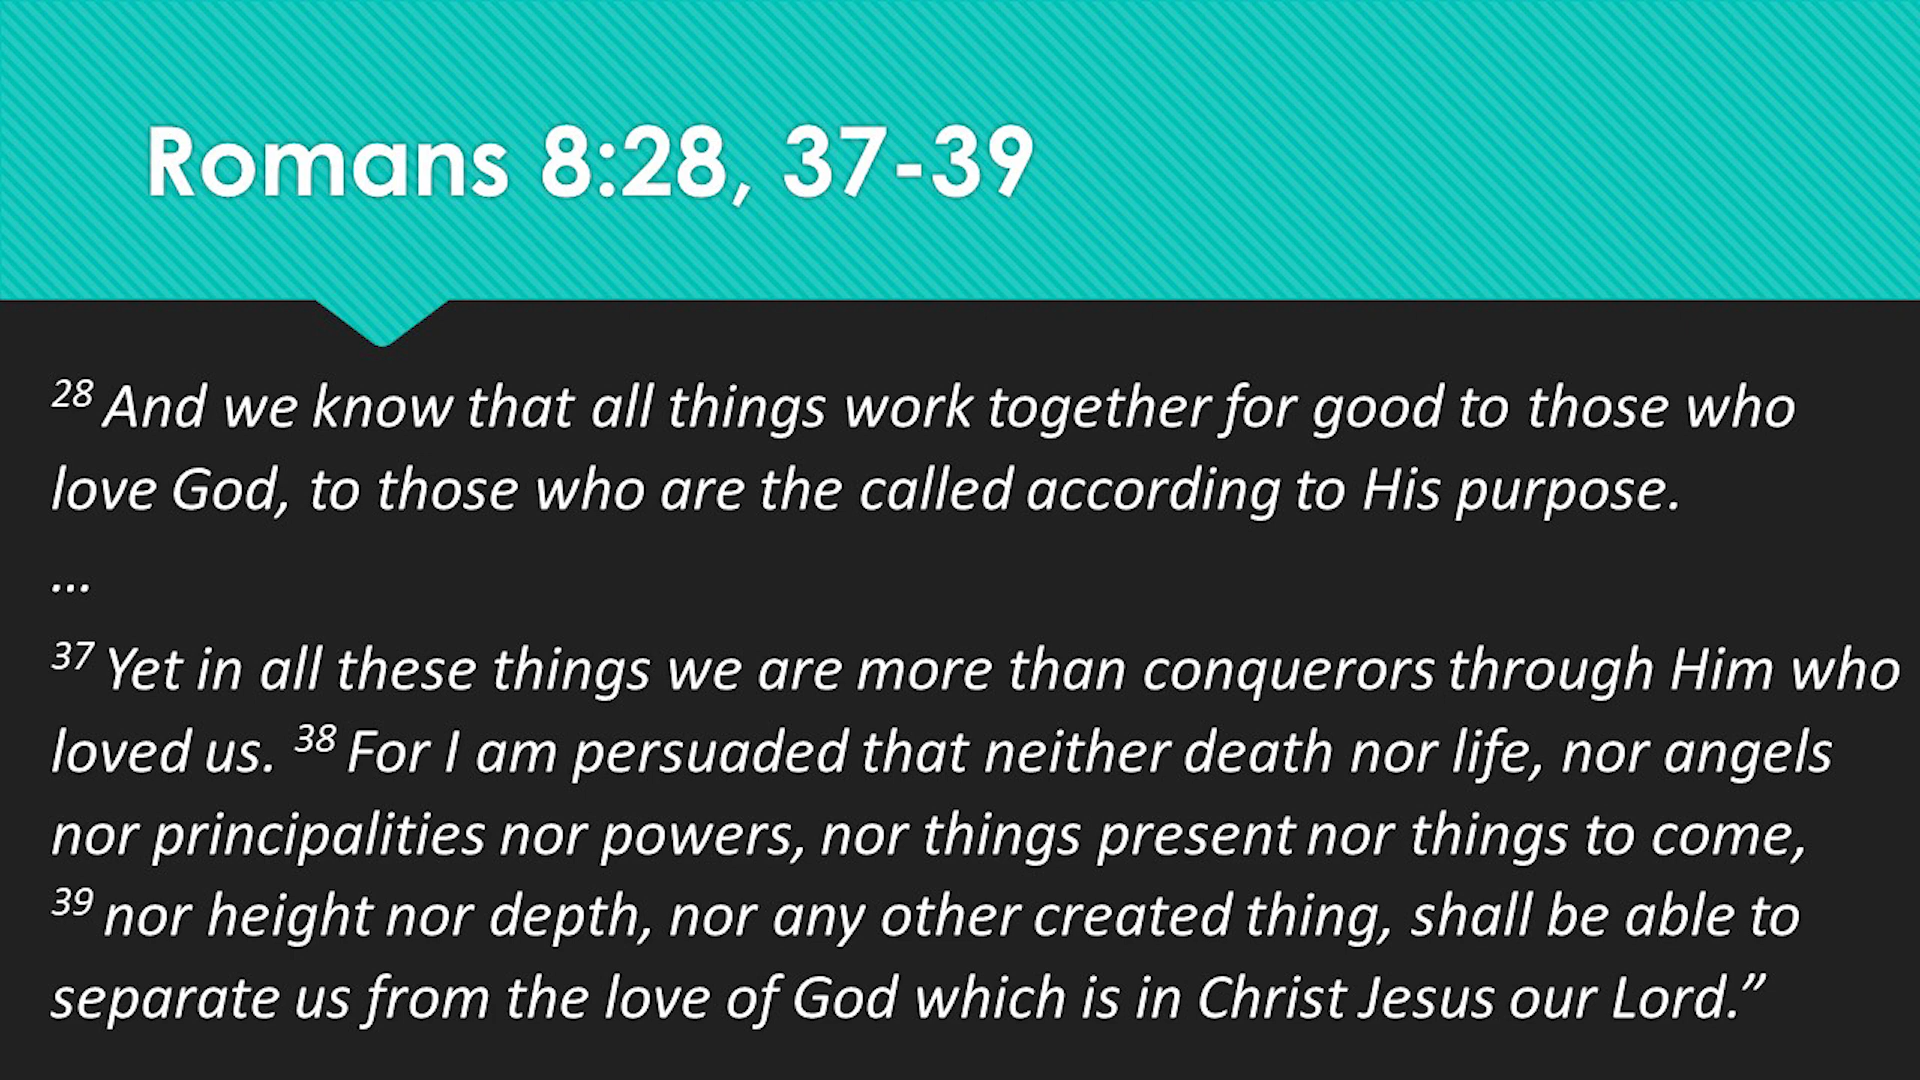 Romans 8:28, 37-39
28 And we know that all things work together for good to those who
love God, to those who are the called according to His purpose.
...
37 Yet in all these things we are more than conquerors through Him who
loved us. 38 For I am persuaded that neither death nor life, nor angels
nor principalities nor powers, nor things present nor things to come,
39 nor height nor depth, nor any other created thing, shall be able to
separate us from the love of God which is in Christ Jesus our Lord.”